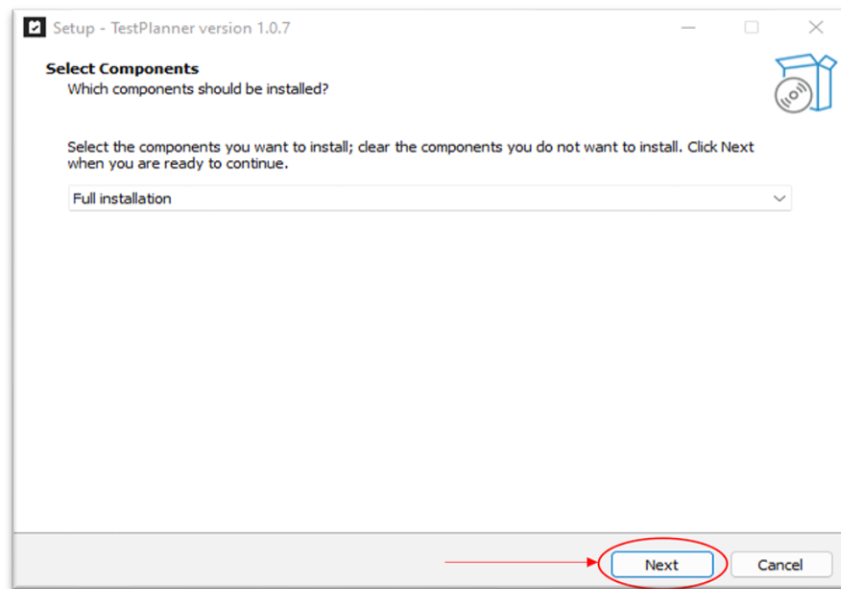 Setup - TestPlanner version 1.0.7
Select Components
Which components should be installed?
Select the components you want to install; clear the components you do not want to install. Click Next
when you are ready to continue.
Full installation
Next
Cancel